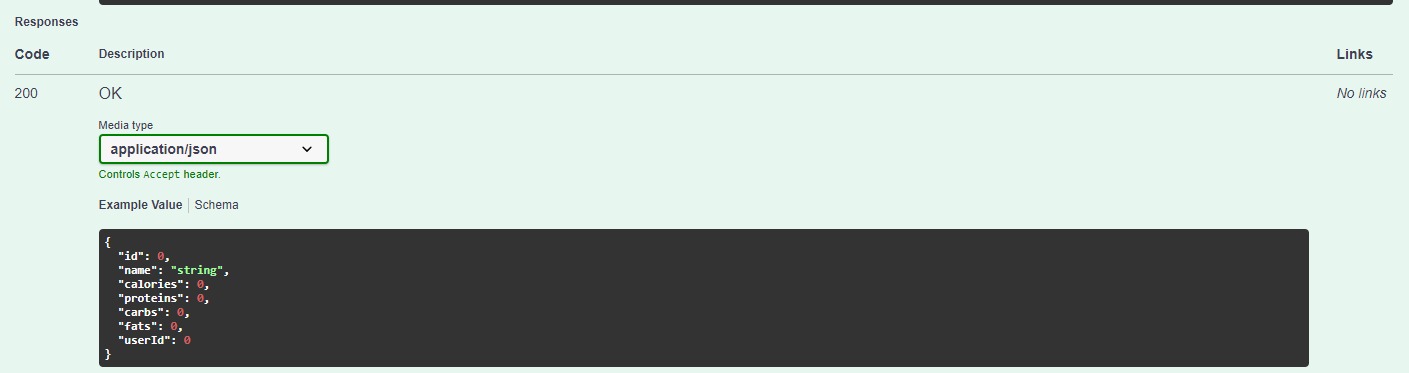 Responses
Code Description Links
200 OK No links
Media type
application/json
Controls Accept header.
Example Value Schema
{
  "id": 0,
  "name": "string",
  "calories": 0,
  "proteins": 0,
  "carbs": 0,
  "fats": 0,
  "userId": 0
}